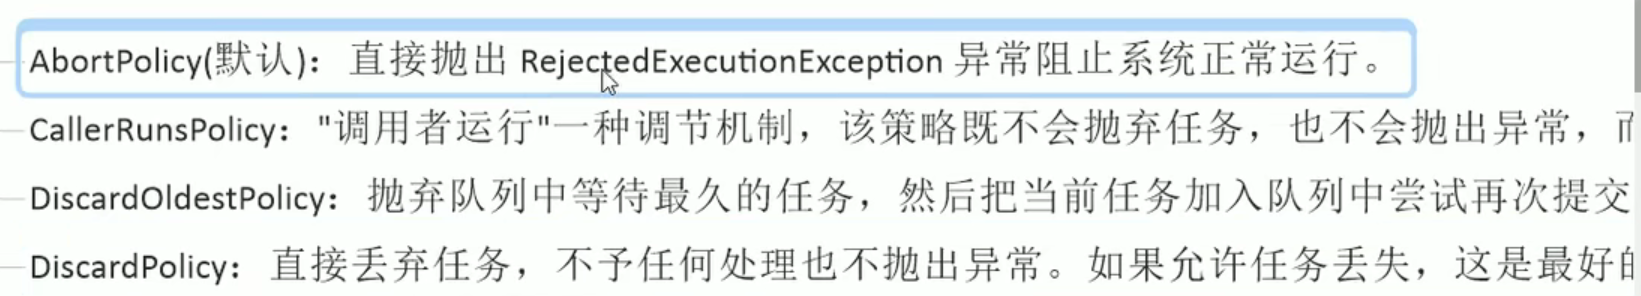 AbortPolicy(默认)：直接抛出 RejectedExecutionException 异常阻止系统正常运行。
CallerRunsPolicy："调用者运行"一种调节机制，该策略既不会抛弃任务，也不会抛出异常，而
DiscardOldestPolicy：抛弃队列中等待最久的任务，然后把当前任务加入队列中尝试再次提交
DiscardPolicy：直接丢弃任务，不予任何处理也不抛出异常。如果允许任务丢失，这是最好的